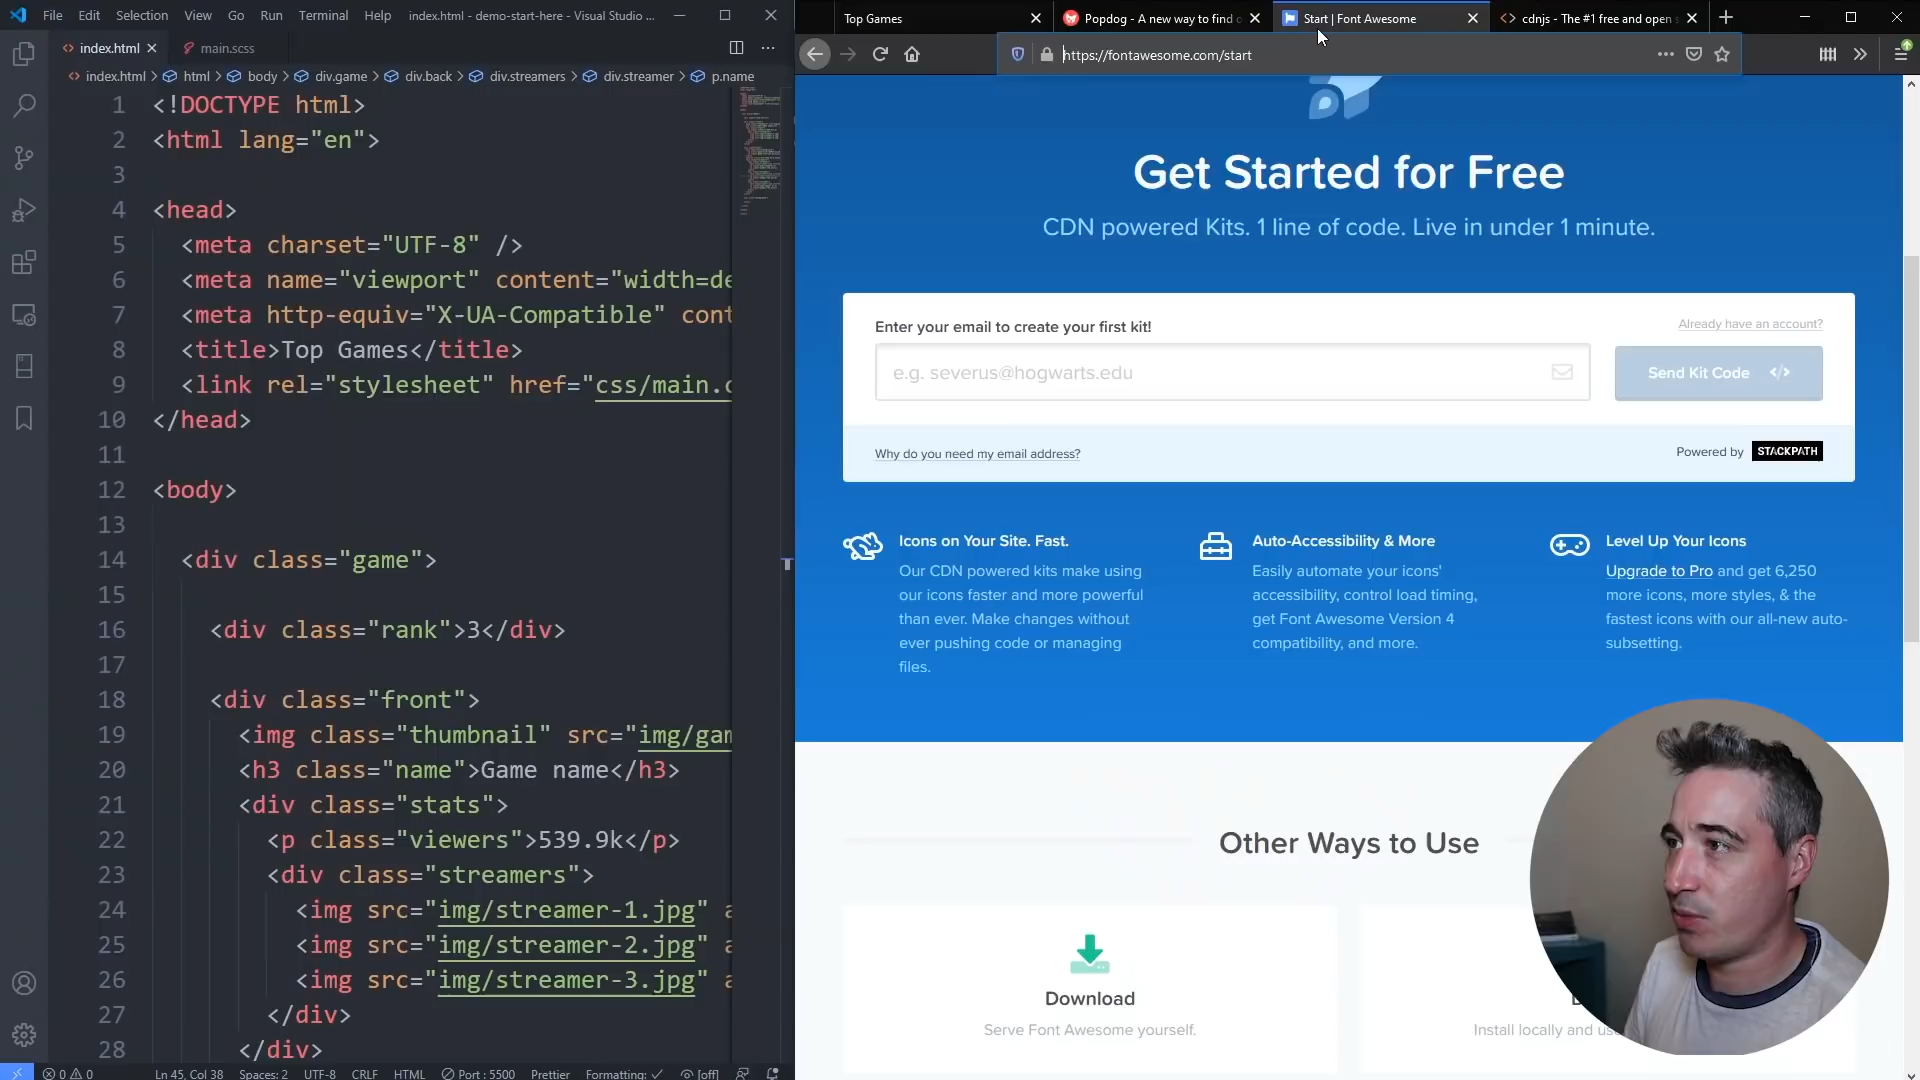 File Edit Selection View Go Run Terminal Help index.html - demo-start-here - Visual Studio ...
index.html
main.scss
index.html > html > body > div.game > div.back > div.streamers > div.streamer > p.name
1 <!DOCTYPE html>
2 <html lang="en">
3
4 <head>
5 <meta charset="UTF-8" />
6 <meta name="viewport" content="width=de
7 <meta http-equiv="X-UA-Compatible" cont
8 <title>Top Games</title>
9 <link rel="stylesheet" href="css/main.c
10 </head>
11
12 <body>
13
14 <div class="game">
15
16 <div class="rank">3</div>
17
18 <div class="front">
19 <img class="thumbnail" src="img/gam
20 <h3 class="name">Game name</h3>
21 <div class="stats">
22 <p class="viewers">539.9k</p>
23 <div class="streamers">
24 <img src="img/streamer-1.jpg" a
25 <img src="img/streamer-2.jpg" a
26 <img src="img/streamer-3.jpg" a
27 </div>
28 </div>
0 0 Ln 45, Col 38 Spaces: 2 UTF-8 CRLF HTML Port : 5500 Prettier Formatting: ✓ [off]
Top Games
Popdog - A new way to find
Start | Font Awesome
cdnjs - The #1 free and open s
https://fontawesome.com/start
Get Started for Free
CDN powered Kits. 1 line of code. Live in under 1 minute.
Enter your email to create your first kit!
Already have an account?
e.g. severus@hogwarts.edu
Send Kit Code </>
Why do you need my email address?
Powered by STACKPATH
Icons on Your Site. Fast.
Our CDN powered kits make using
our icons faster and more powerful
than ever. Make changes without
ever pushing code or managing
files.
Auto-Accessibility & More
Easily automate your icons'
accessibility, control load timing,
get Font Awesome Version 4
compatibility, and more.
Level Up Your Icons
Upgrade to Pro and get 6,250
more icons, more styles, & the
fastest icons with our all-new auto-
subsetting.
Other Ways to Use
Download
Serve Font Awesome yourself.
Install locally and